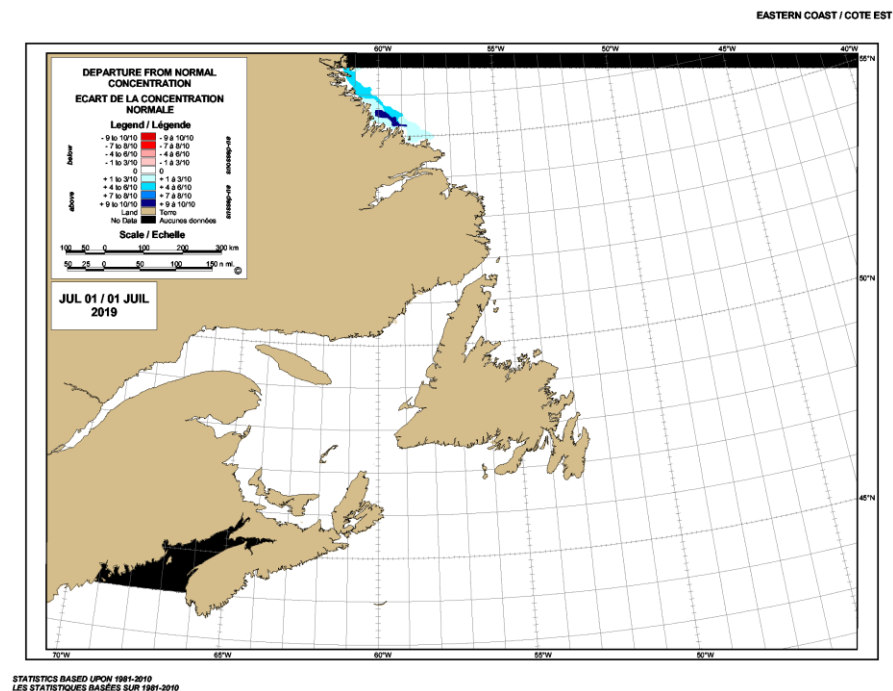 EASTERN COAST / COTE EST
60°W 55°W 50°W 45°W 40°W
55°N
DEPARTURE FROM NORMAL
CONCENTRATION
ECART DE LA CONCENTRATION
NORMALE
Legend / Légende
below
au-dessous
- 9 to 10/10 - 9 à 10/10
- 7 to 8/10 - 7 à 8/10
- 4 to 6/10 - 4 à 6/10
- 1 to 3/10 - 1 à 3/10
0 0
above
au-dessus
+ 1 to 3/10 + 1 à 3/10
+ 4 to 6/10 + 4 à 6/10
+ 7 to 8/10 + 7 à 8/10
+ 9 to 10/10 + 9 à 10/10
Land Terre
No Data Aucunes données
Scale / Echelle
100 50 0 100 200 300 km
50 25 0 50 100 150 n mi.
©
50°N
JUL 01 / 01 JUIL
2019
45°N
70°W 65°W 60°W 55°W 50°W
STATISTICS BASED UPON 1981-2010
LES STATISTIQUES BASÉES SUR 1981-2010